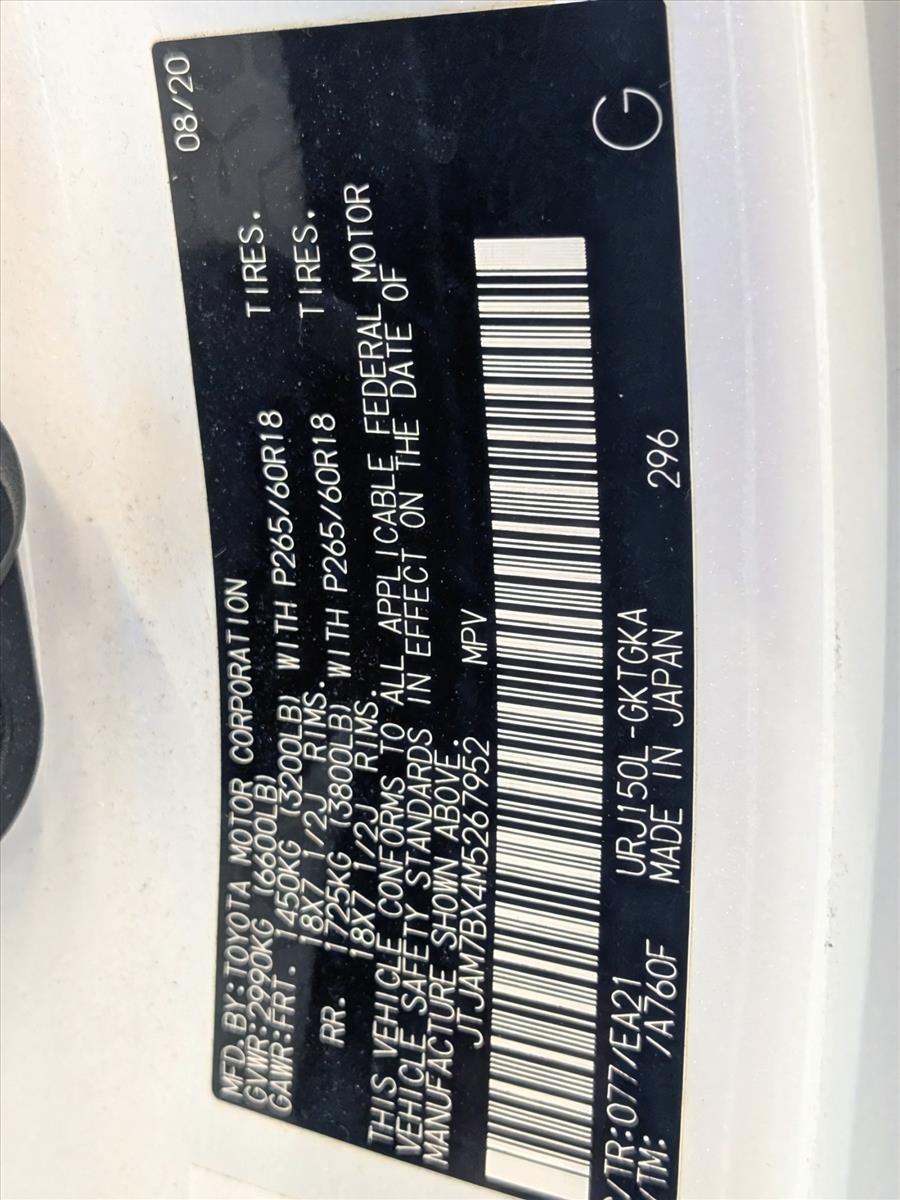 MFD.BY:TOYOTA MOTOR CORPORATION 08/20
GVWR:2990KG (6600LB)
GAWR:FRT. 1450KG (3200LB) WITH P265/60R18 TIRES.
18X7 1/2J RIMS.
RR. 1725KG (3800LB) WITH P265/60R18 TIRES.
18X7 1/2J RIMS.
THIS VEHICLE CONFORMS TO ALL APPLICABLE FEDERAL MOTOR
VEHICLE SAFETY STANDARDS IN EFFECT ON THE DATE OF
MANUFACTURE SHOWN ABOVE.
JTJAM7BX4M5267952 MPV
/TR:077/EA21 URJ150L-GKTGKA 296 G
/TM: /A760F MADE IN JAPAN